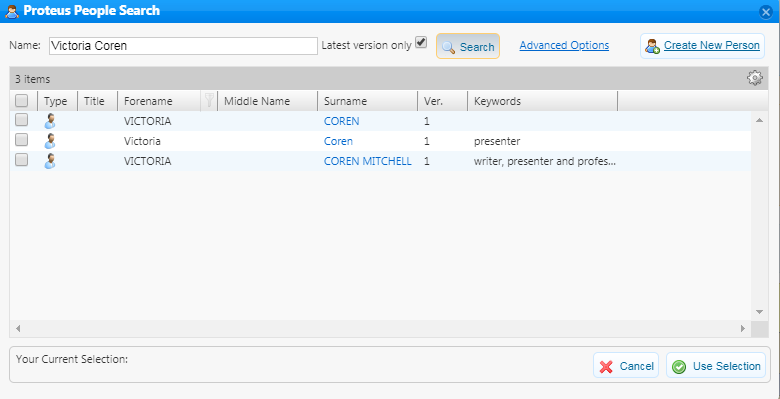 Proteus People Search
Name: Victoria Coren Latest version only Search Advanced Options Create New Person
3 items
Type Title Forename Middle Name Surname Ver. Keywords
VICTORIA COREN 1
Victoria Coren 1 presenter
VICTORIA COREN MITCHELL 1 writer, presenter and profes...
Your Current Selection:
Cancel Use Selection